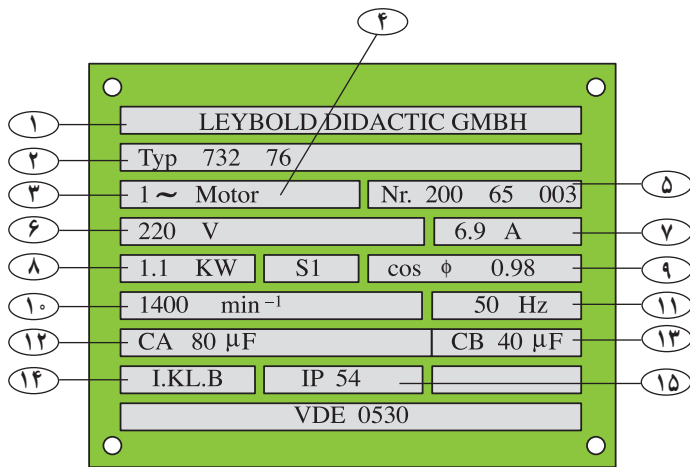 ۴
۱ LEYBOLD DIDACTIC GMBH
۲ Typ 732 76
۳ 1~ Motor Nr. 200 65 003 ۵
۶ 220 V 6.9 A ۷
۸ 1.1 KW S1 cos ϕ 0.98 ۹
۱۰ 1400 min⁻¹ 50 Hz ۱۱
۱۲ CA 80 µF CB 40 µF ۱۳
۱۴ I.KL.B IP 54 ۱۵
VDE 0530